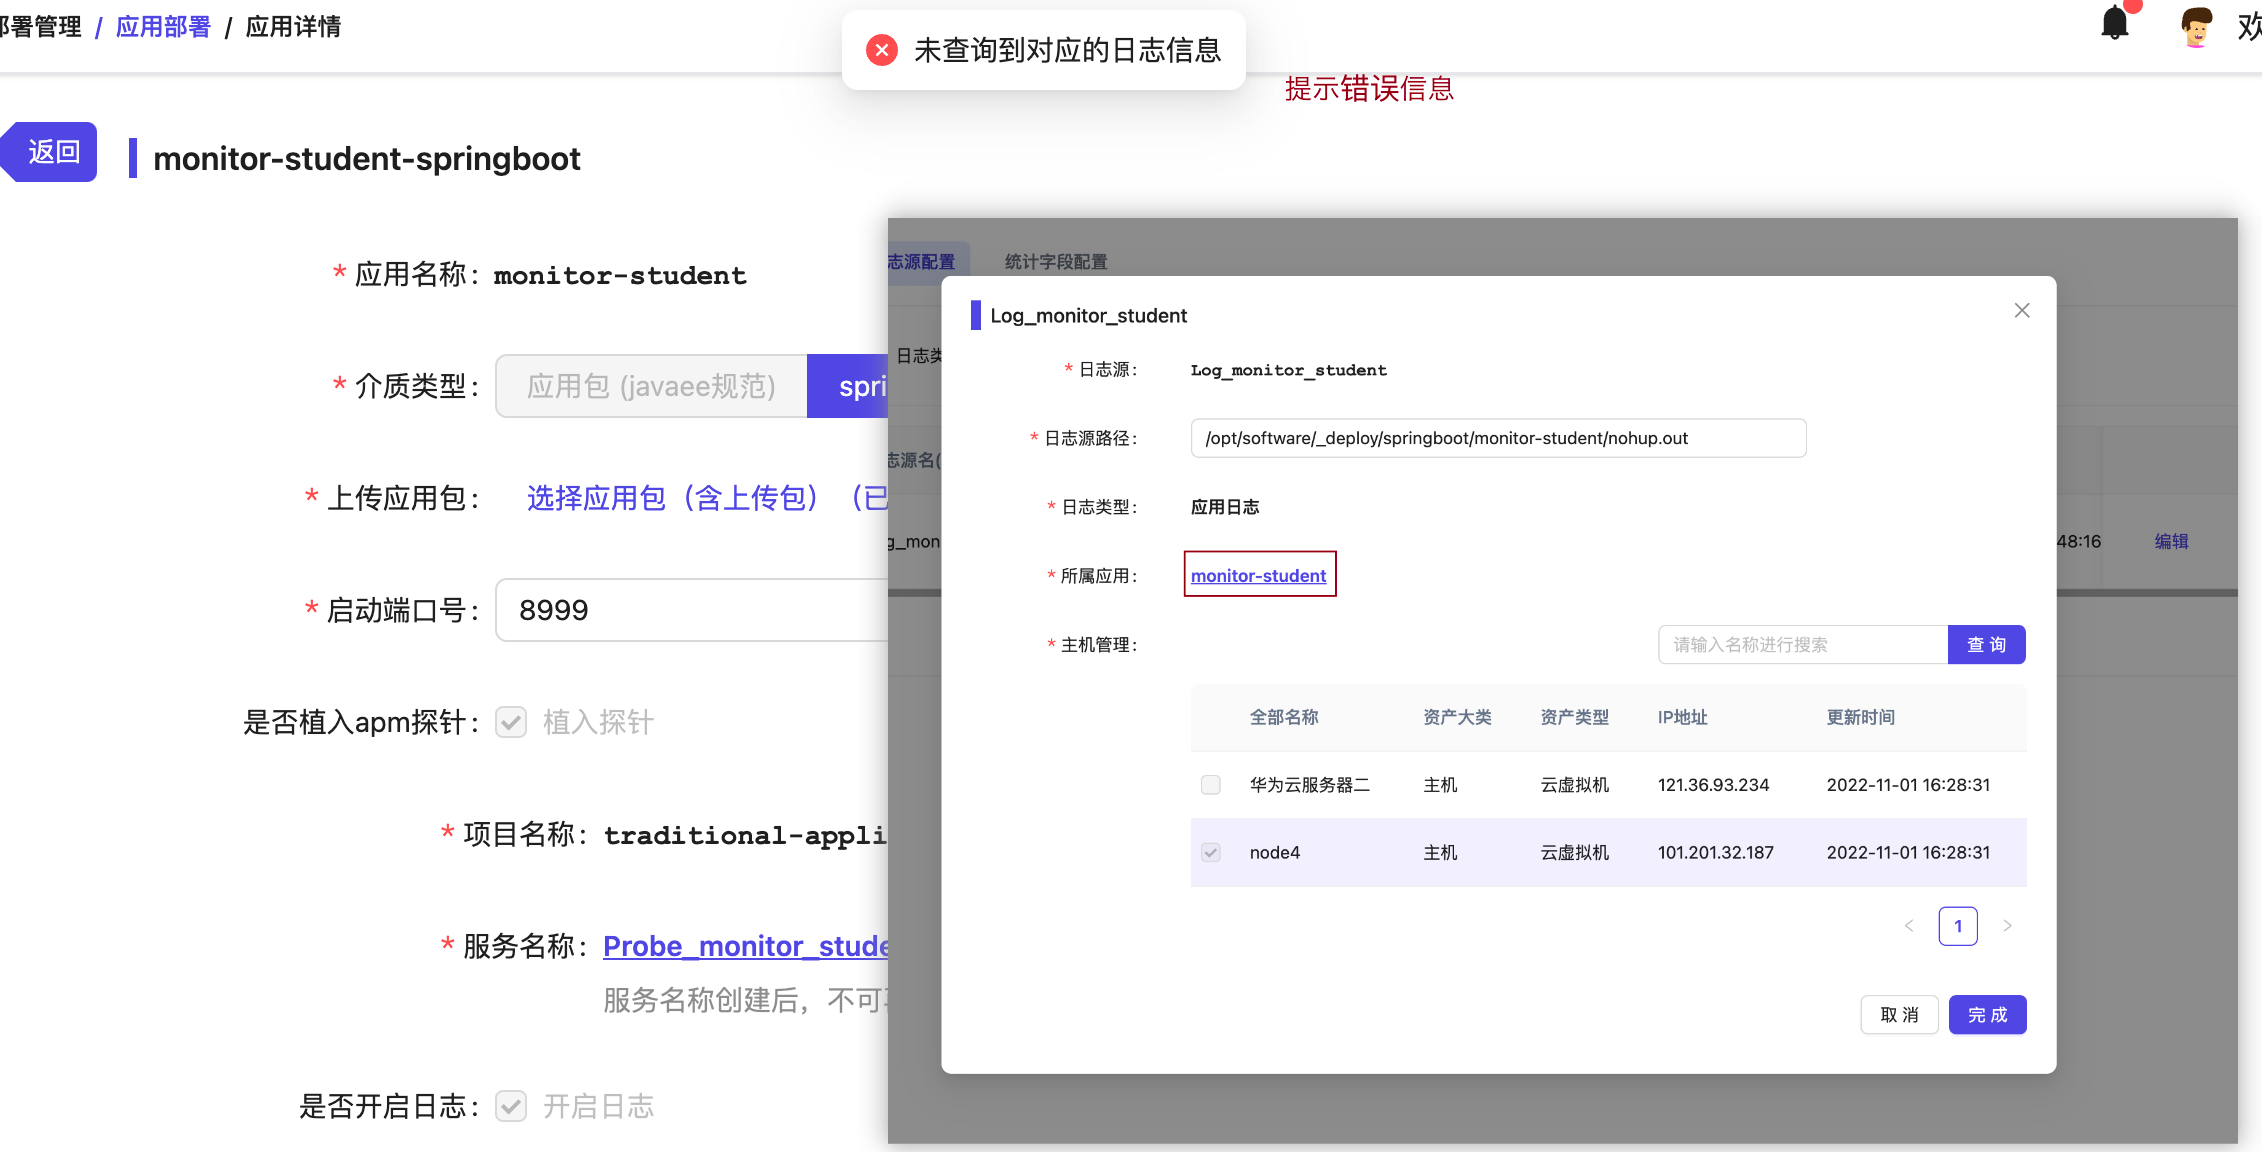 部署管理 / 应用部署 / 应用详情
未查询到对应的日志信息
欢
提示错误信息
返回
monitor-student-springboot
* 应用名称: monitor-student
* 介质类型: 应用包 (javaee规范) spri
* 上传应用包: 选择应用包（含上传包）（已
* 启动端口号: 8999
是否植入apm探针: 植入探针
* 项目名称: traditional-appli
* 服务名称: Probe_monitor_stude
服务名称创建后，不可
是否开启日志: 开启日志
志源配置 统计字段配置
日志类
志源名(
g_mon
48:16 编辑
Log_monitor_student
* 日志源: Log_monitor_student
* 日志源路径: /opt/software/_deploy/springboot/monitor-student/nohup.out
* 日志类型: 应用日志
* 所属应用: monitor-student
* 主机管理: 请输入名称进行搜索 查 询
全部名称 资产大类 资产类型 IP地址 更新时间
华为云服务器二 主机 云虚拟机 121.36.93.234 2022-11-01 16:28:31
node4 主机 云虚拟机 101.201.32.187 2022-11-01 16:28:31
< 1 >
取 消 完 成